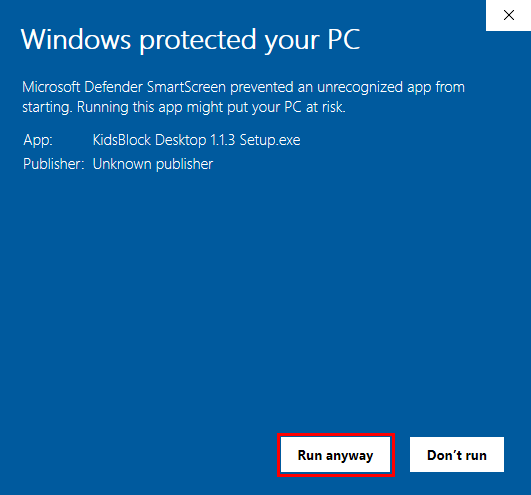 Windows protected your PC
Microsoft Defender SmartScreen prevented an unrecognized app from
starting. Running this app might put your PC at risk.
App: KidsBlock Desktop 1.1.3 Setup.exe
Publisher: Unknown publisher
Run anyway Don't run